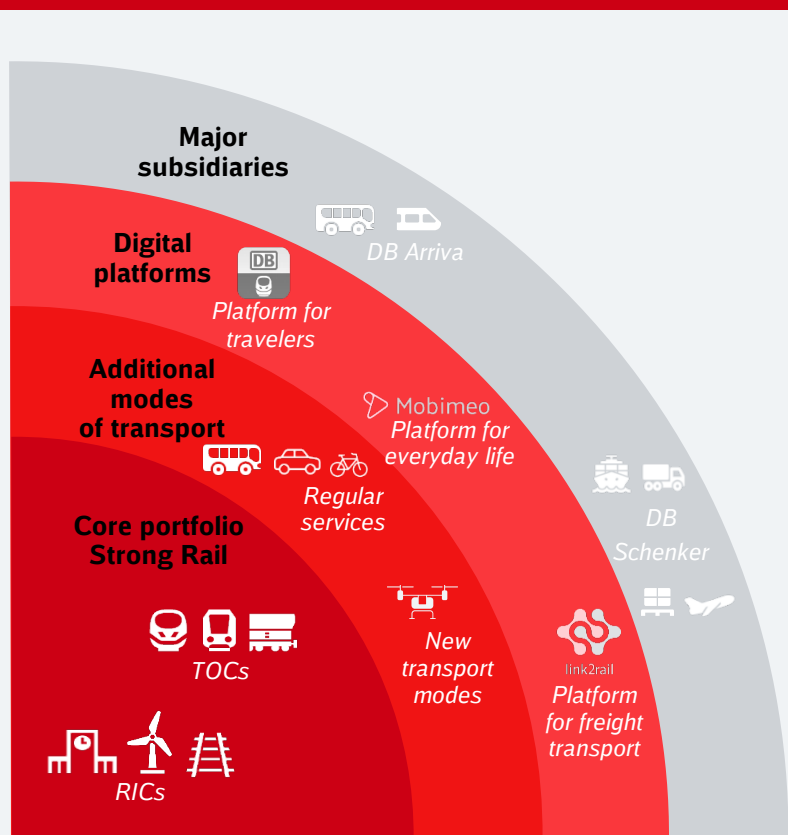 Major
subsidiaries
DB Arriva
Digital
platforms
DB
Platform for
travelers
Mobimeo
Platform for
everyday life
Additional
modes
of transport
Regular
services
DB
Schenker
Core portfolio
Strong Rail
New
transport
modes
link2rail
Platform
for freight
transport
TOCs
RICs